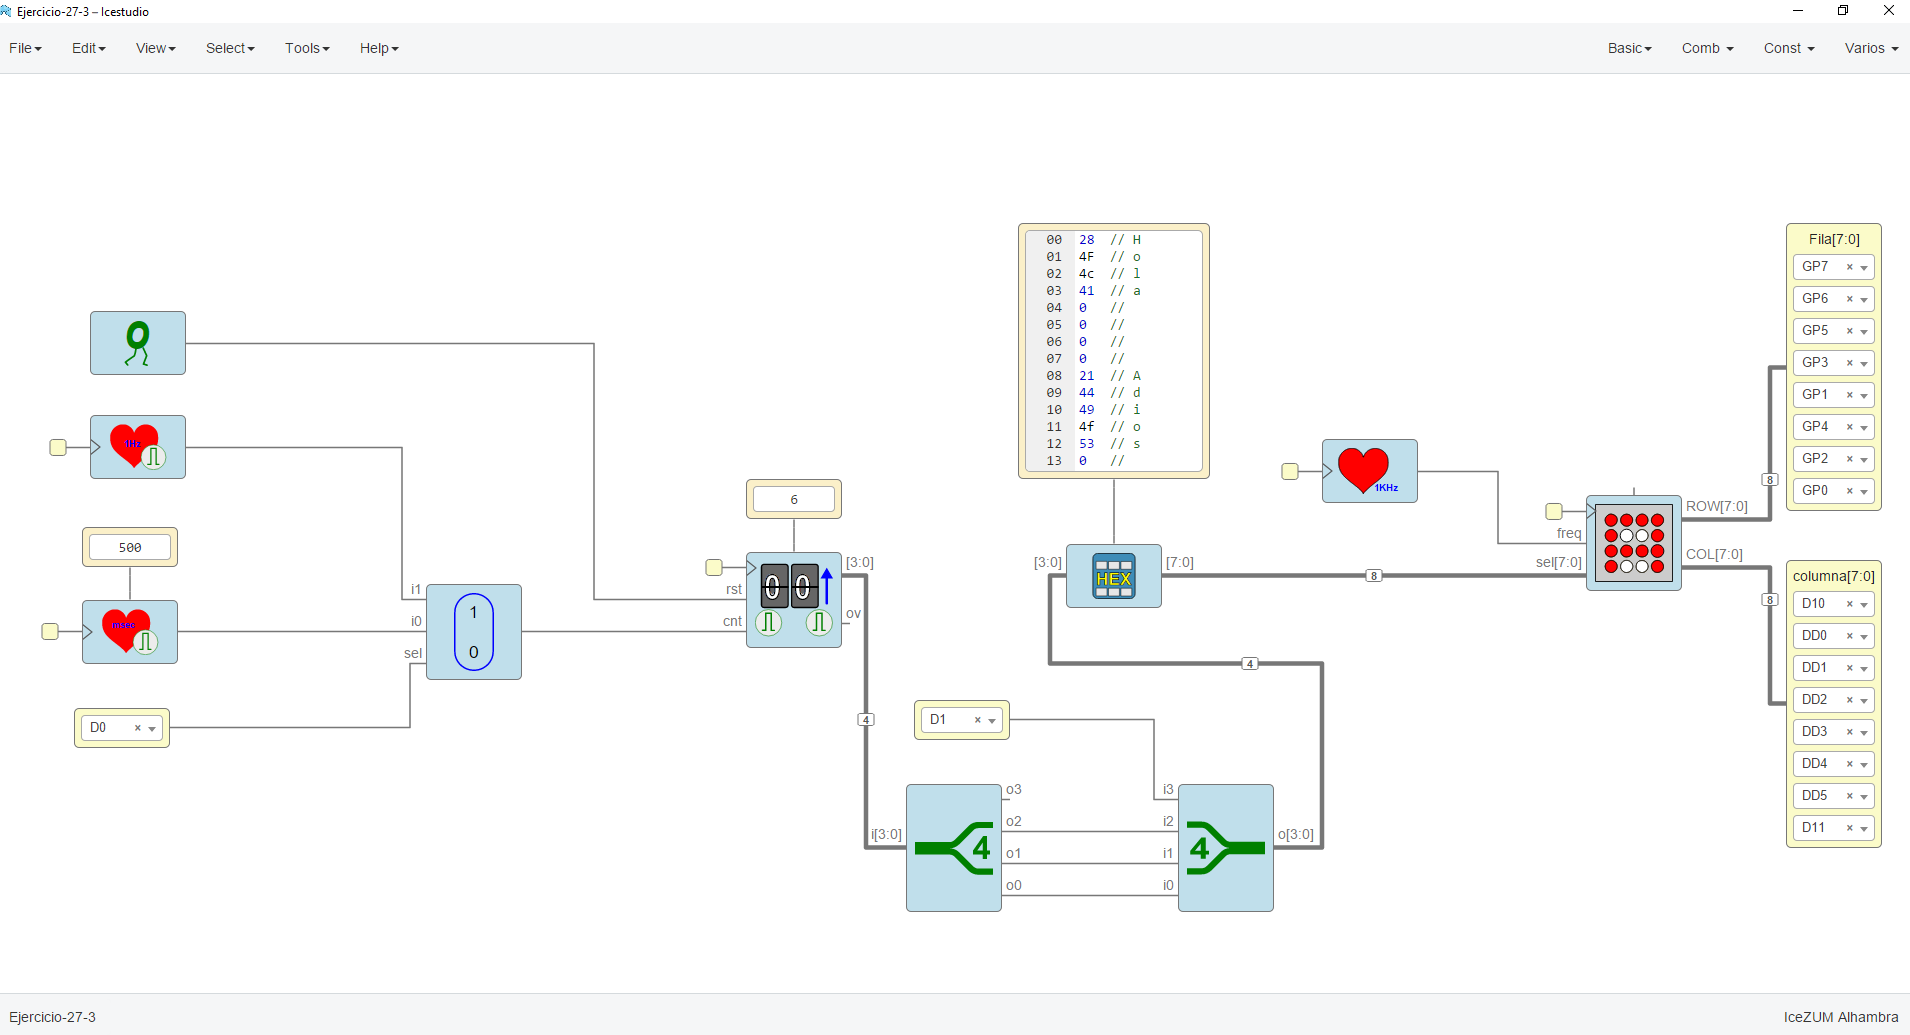 Ejercicio-27-3 – Icestudio
File Edit View Select Tools Help Basic Comb Const Varios
00 28 // H
01 4F // o
02 4c // l
03 41 // a
04 0 //
05 0 //
06 0 //
07 0 //
08 21 // A
09 44 // d
10 49 // i
11 4f // o
12 53 // s
13 0 //
1Hz
500
msec
i1
i0
sel
1
0
D0 ×
6
rst
cnt
0 0
[3:0]
ov
4
D1 ×
i[3:0]
4
o3
o2
o1
o0
i3
i2
i1
i0
4
o[3:0]
4
[3:0]
HEX
[7:0]
8
1KHz
freq
sel[7:0]
ROW[7:0]
COL[7:0]
8
8
Fila[7:0]
GP7 ×
GP6 ×
GP5 ×
GP3 ×
GP1 ×
GP4 ×
GP2 ×
GP0 ×
columna[7:0]
D10 ×
DD0 ×
DD1 ×
DD2 ×
DD3 ×
DD4 ×
DD5 ×
D11 ×
Ejercicio-27-3
IceZUM Alhambra